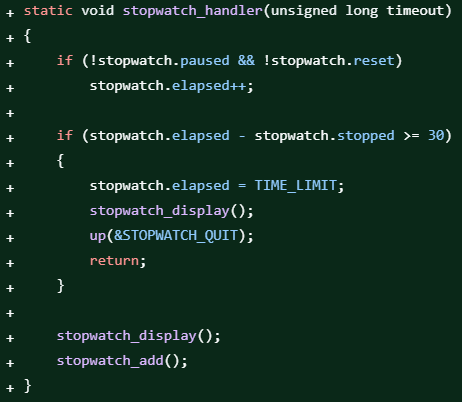 + static void stopwatch_handler(unsigned long timeout)
+ {
+     if (!stopwatch.paused && !stopwatch.reset)
+         stopwatch.elapsed++;
+
+     if (stopwatch.elapsed - stopwatch.stopped >= 30)
+     {
+         stopwatch.elapsed = TIME_LIMIT;
+         stopwatch_display();
+         up(&STOPWATCH_QUIT);
+         return;
+     }
+
+     stopwatch_display();
+     stopwatch_add();
+ }